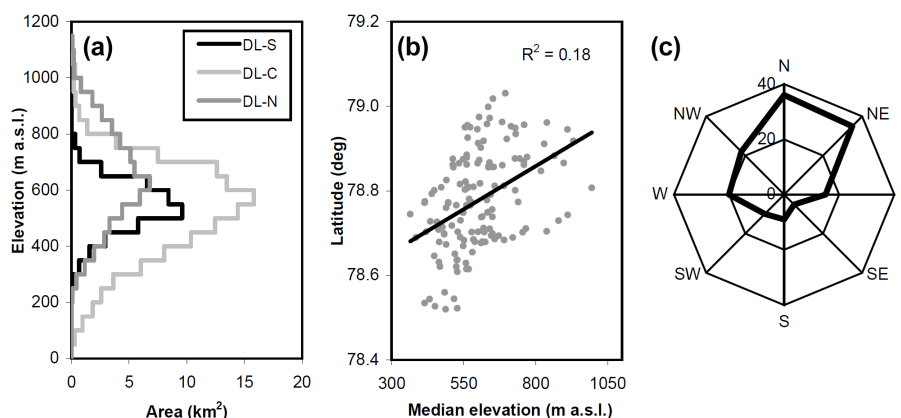 (a)
1200
1000
800
600
400
200
0
Elevation (m a.s.l.)
DL-S
DL-C
DL-N
0 5 10 15 20
Area (km²)
(b)
R² = 0.18
79.2
79.0
78.8
78.6
78.4
Latitude (deg)
300 550 800 1050
Median elevation (m a.s.l.)
(c)
N
40
NW NE
20
W 0 E
SW SE
S